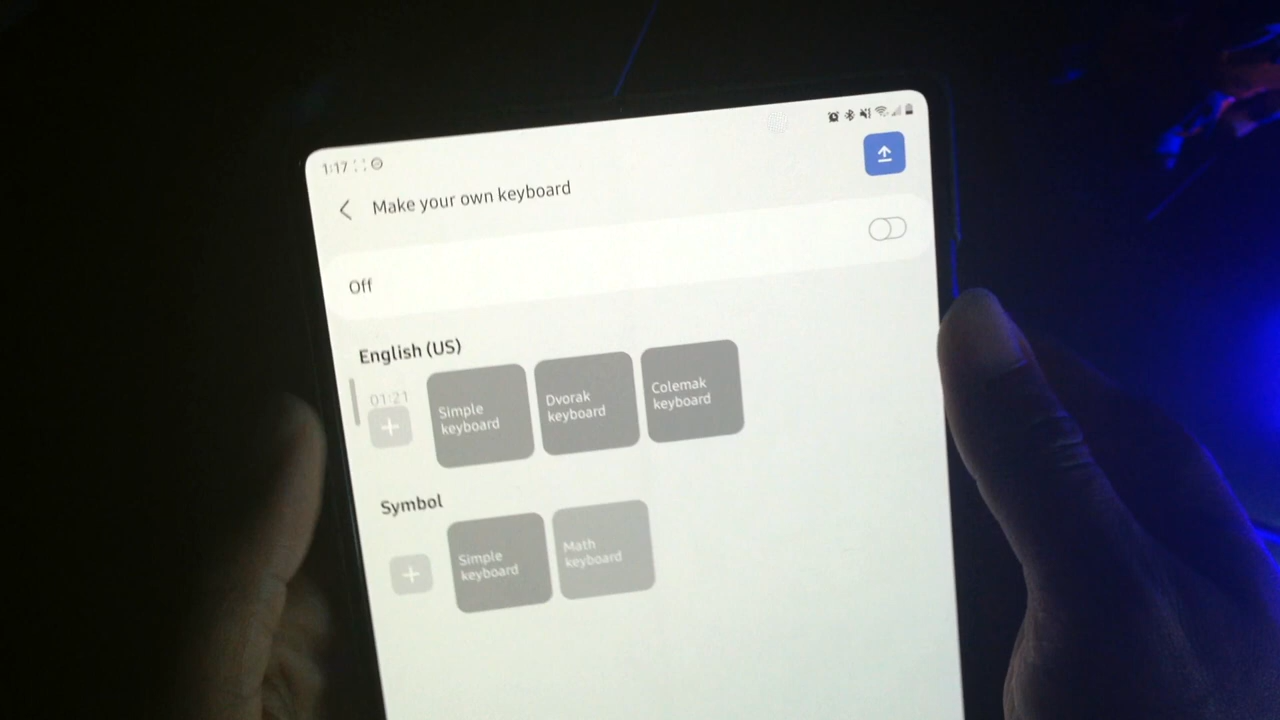 1:17
Make your own keyboard
Off
English (US)
01:21
Simple
keyboard
Dvorak
keyboard
Colemak
keyboard
Symbol
Simple
keyboard
Math
keyboard